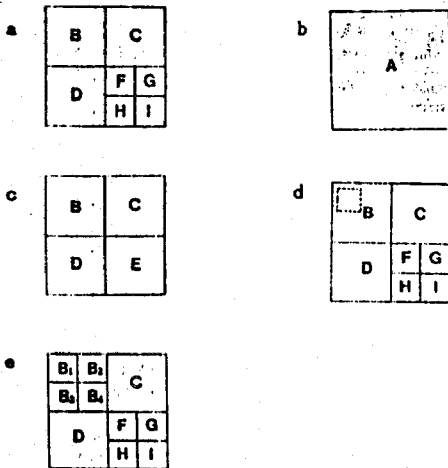 a B C b
A
D F G
H I
c B C d
B C
D E D F G
H I
e B₁ B₂ C
B₃ B₄
D F G
H I